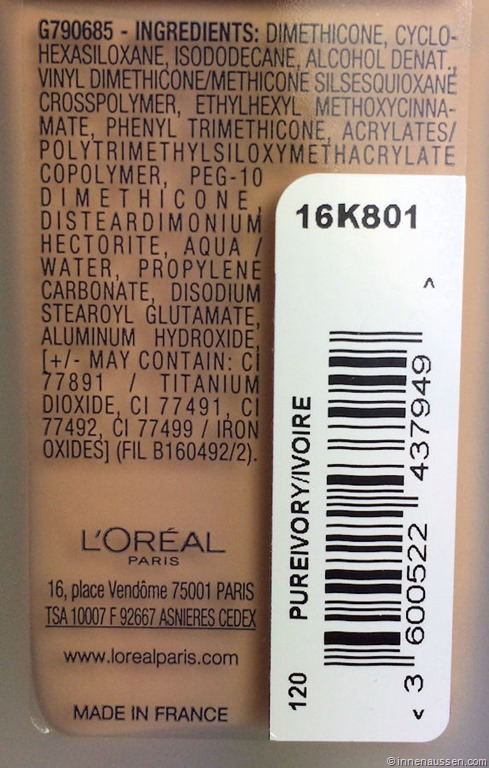 G790685 - INGREDIENTS: DIMETHICONE, CYCLO-
HEXASILOXANE, ISODODECANE, ALCOHOL DENAT.,
VINYL DIMETHICONE/METHICONE SILSESQUIOXANE
CROSSPOLYMER, ETHYLHEXYL METHOXYCINNA-
MATE, PHENYL TRIMETHICONE, ACRYLATES/
POLYTRIMETHYLSILOXYMETHACRYLATE
COPOLYMER, PEG-10
DIMETHICONE,
DISTEARDIMONIUM
HECTORITE, AQUA /
WATER, PROPYLENE
CARBONATE, DISODIUM
STEAROYL GLUTAMATE,
ALUMINUM HYDROXIDE,
[+/- MAY CONTAIN: CI
77891 / TITANIUM
DIOXIDE, CI 77491, CI
77492, CI 77499 / IRON
OXIDES] (FIL B160492/2).
L'ORÉAL
PARIS
16, place Vendôme 75001 PARIS
TSA 10007 F 92667 ASNIERES CEDEX
www.lorealparis.com
MADE IN FRANCE
16K801
120 PUREIVORY/IVOIRE
< 3 600522 437949 >
©innenaussen.com